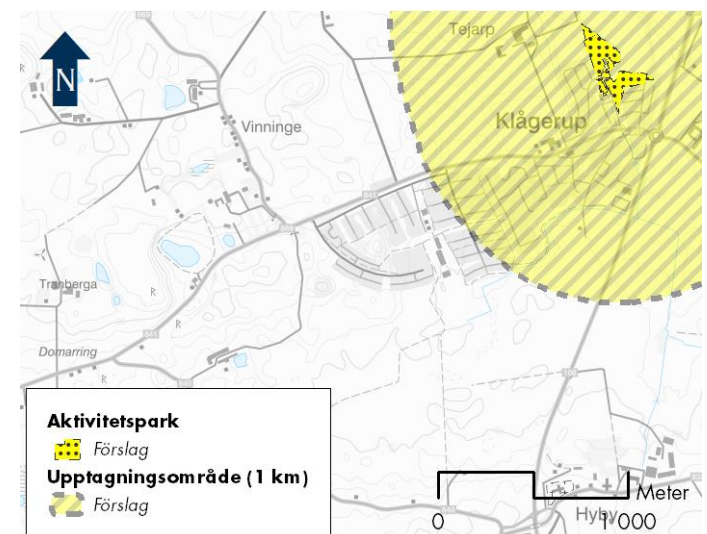 N
Tejarp
Klågerup
Vinninge
R
R
Tranberga
R
D
R
Domarring
Aktivitetspark
Förslag
Upptagningsområde (1 km)
Förslag
Meter
0
1 000
Hyby